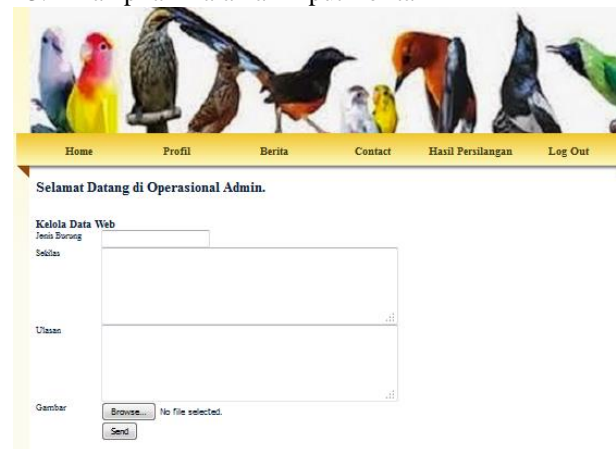 Home Profil Berita Contact Hasil Persilangan Log Out
Selamat Datang di Operasional Admin.
Kelola Data Web
Jenis Burung
Sekilas
Ulasan
Gambar Browse... No file selected.
Send